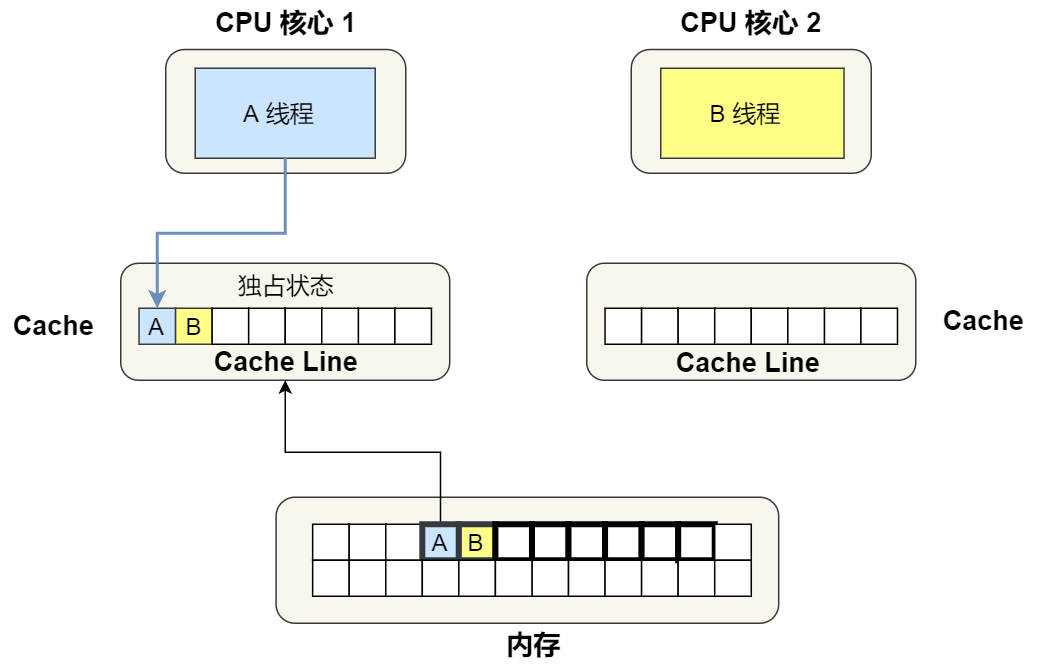 CPU 核心 1
CPU 核心 2
A 线程
B 线程
独占状态
Cache
A B
Cache
Cache Line
Cache Line
A B
内存